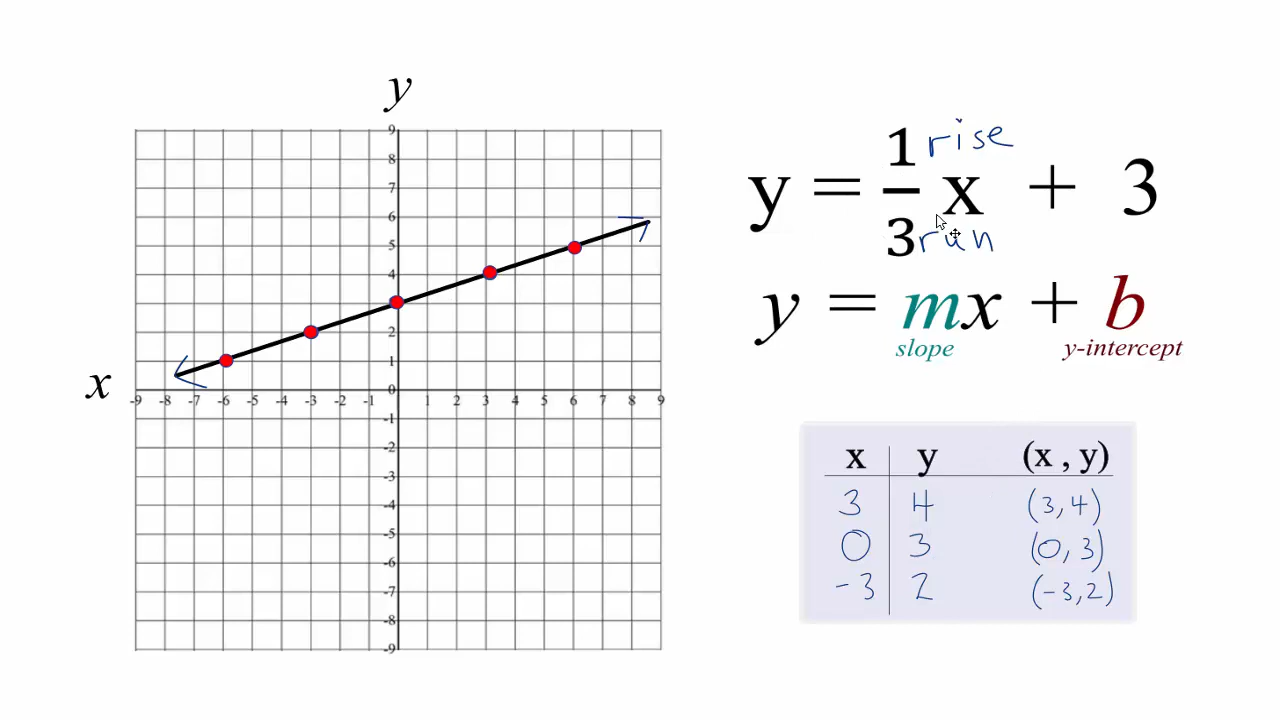 y
9
8
7
6
5
4
2
1
0
x
-9 -8 -7 -6 -5 -4 -3 -2 -1 1 2 3 4 5 6 7 8 9
-1
-2
-3
-4
-5
-6
-7
-8
-9
y = 1/3 x + 3
rise
run
y = mx + b
slope y-intercept
x y (x , y)
3 4 (3,4)
0 3 (0,3)
-3 2 (-3,2)